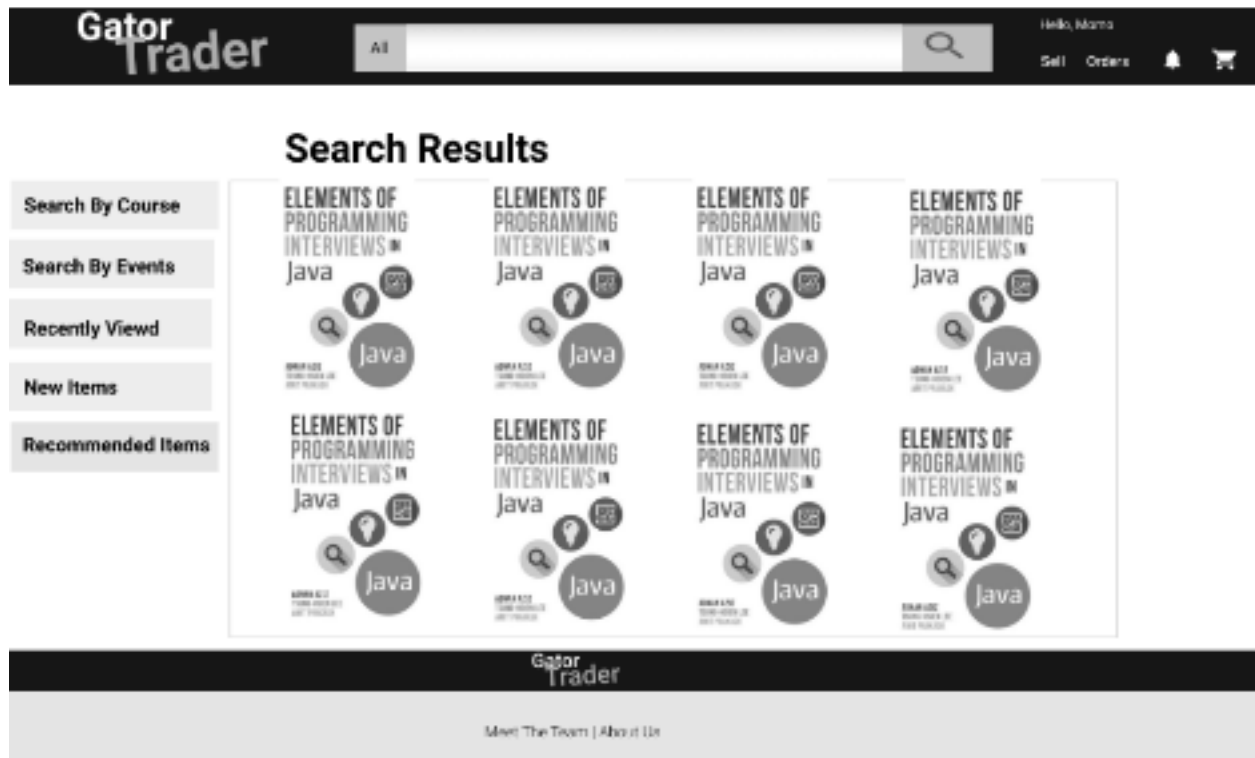 Gator
Trader
All
Hello,
Sell Orders
Search Results
Search By Course
Search By Events
Recently Viewd
New Items
Recommended Items
ELEMENTS OF
PROGRAMMING
INTERVIEWS IN
Java
Java
ELEMENTS OF
PROGRAMMING
INTERVIEWS IN
Java
Java
ELEMENTS OF
PROGRAMMING
INTERVIEWS IN
Java
Java
ELEMENTS OF
PROGRAMMING
INTERVIEWS IN
Java
Java
ELEMENTS OF
PROGRAMMING
INTERVIEWS IN
Java
Java
ELEMENTS OF
PROGRAMMING
INTERVIEWS IN
Java
Java
ELEMENTS OF
PROGRAMMING
INTERVIEWS IN
Java
Java
ELEMENTS OF
PROGRAMMING
INTERVIEWS IN
Java
Java
Gator
Trader
Meet The Team | About Us